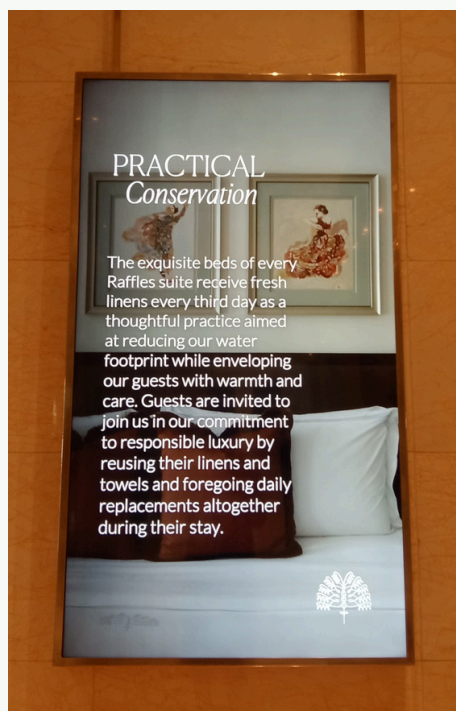 PRACTICAL
Conservation
The exquisite beds of every
Raffles suite receive fresh
linens every third day as a
thoughtful practice aimed
at reducing our water
footprint while enveloping
our guests with warmth and
care. Guests are invited to
join us in our commitment
to responsible luxury by
reusing their linens and
towels and foregoing daily
replacements altogether
during their stay.